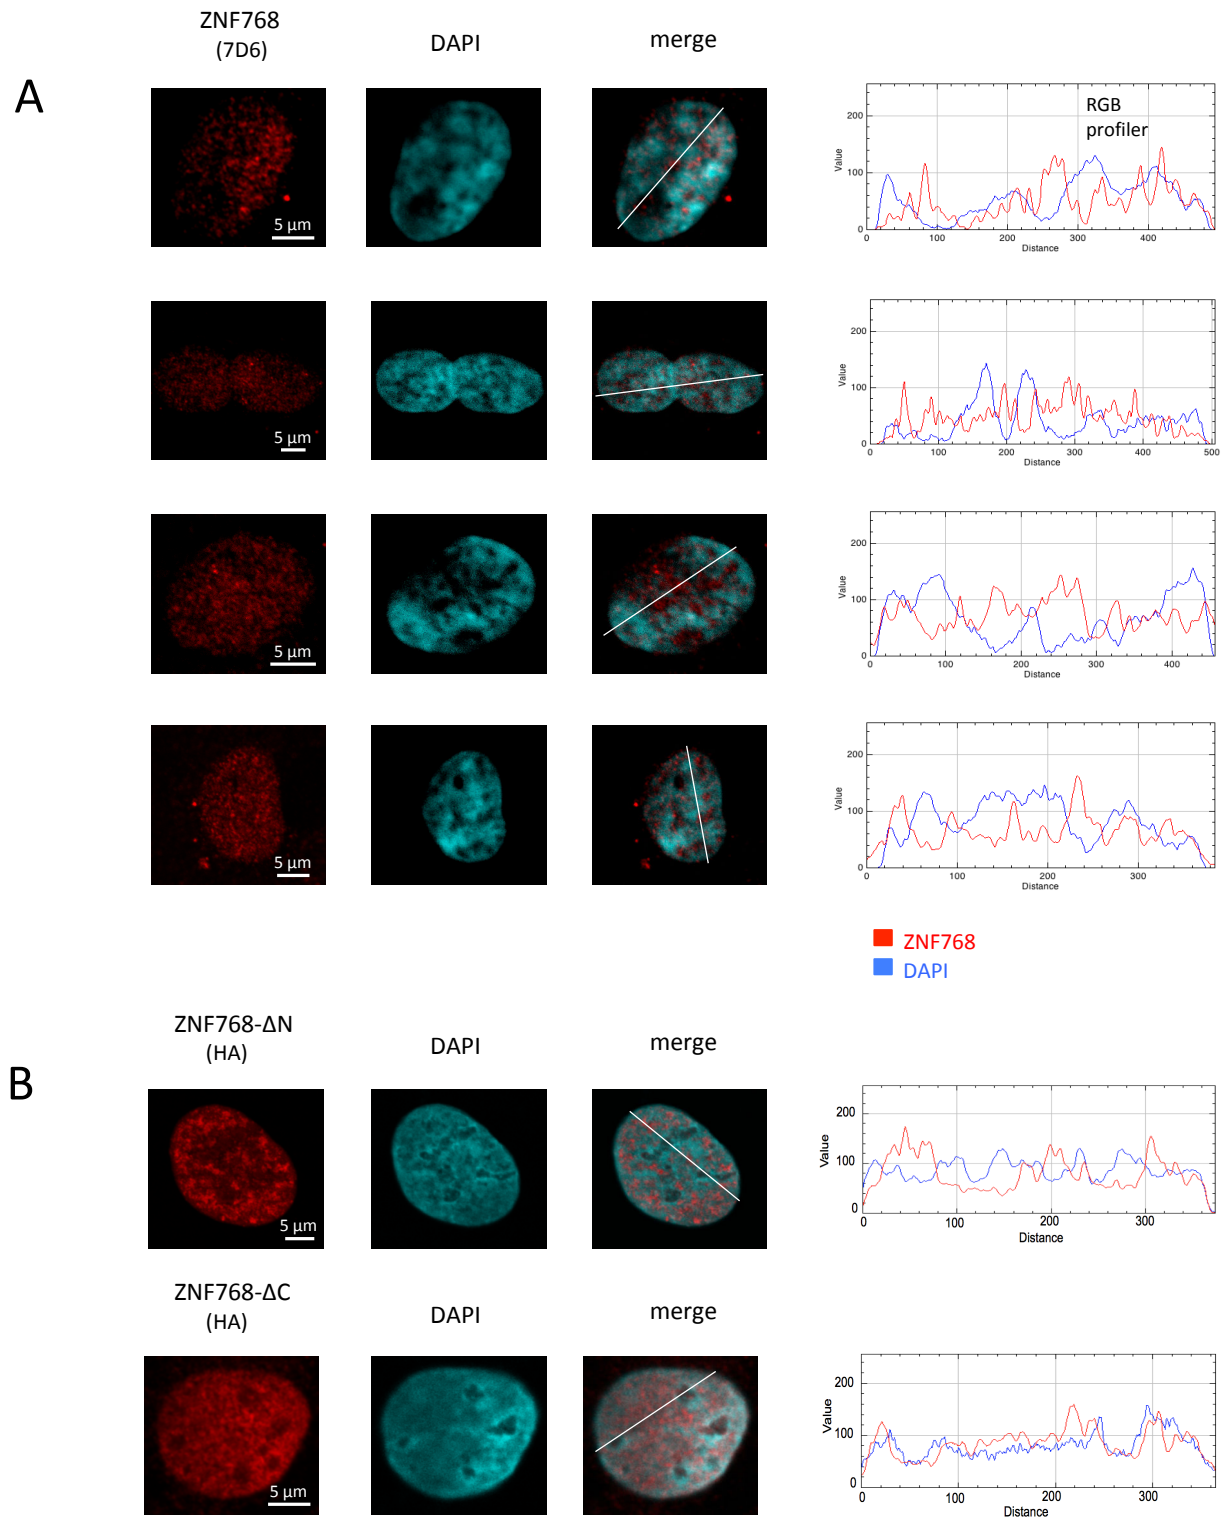 ZNF768
(7D6)
DAPI
merge
A
5 μm
RGB
profiler
Value
200
100
0
0 100 200 300 400
Distance
5 μm
Value
200
100
0
0 100 200 300 400 500
Distance
5 μm
Value
200
100
0
0 100 200 300 400
Distance
5 μm
Value
200
100
0
0 100 200 300
Distance
ZNF768
DAPI
ZNF768-ΔN
(HA)
DAPI
merge
B
5 μm
Value
200
100
0
0 100 200 300
Distance
ZNF768-ΔC
(HA)
DAPI
merge
5 μm
Value
200
100
0
0 100 200 300
Distance